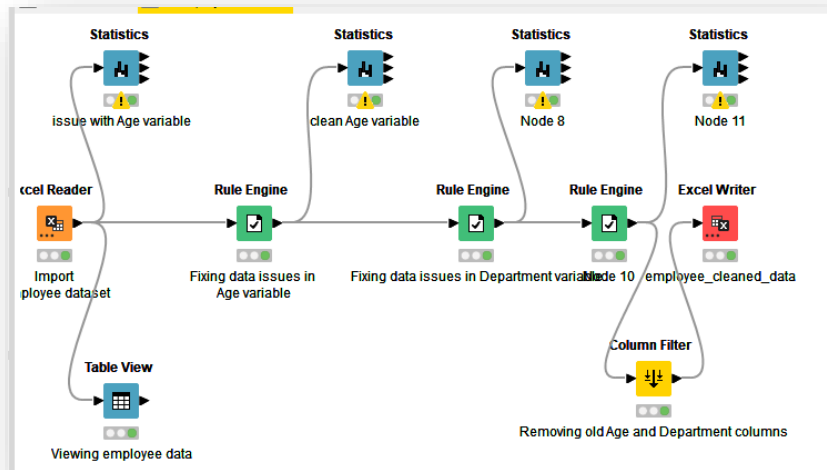 Statistics
Statistics
Statistics
Statistics
issue with Age variable
clean Age variable
Node 8
Node 11
xcel Reader
Rule Engine
Rule Engine
Rule Engine
Excel Writer
Import
ployee dataset
Fixing data issues in
Age variable
Fixing data issues in Department variable
Node 10
employee_cleaned_data
Table View
Column Filter
Viewing employee data
Removing old Age and Department columns